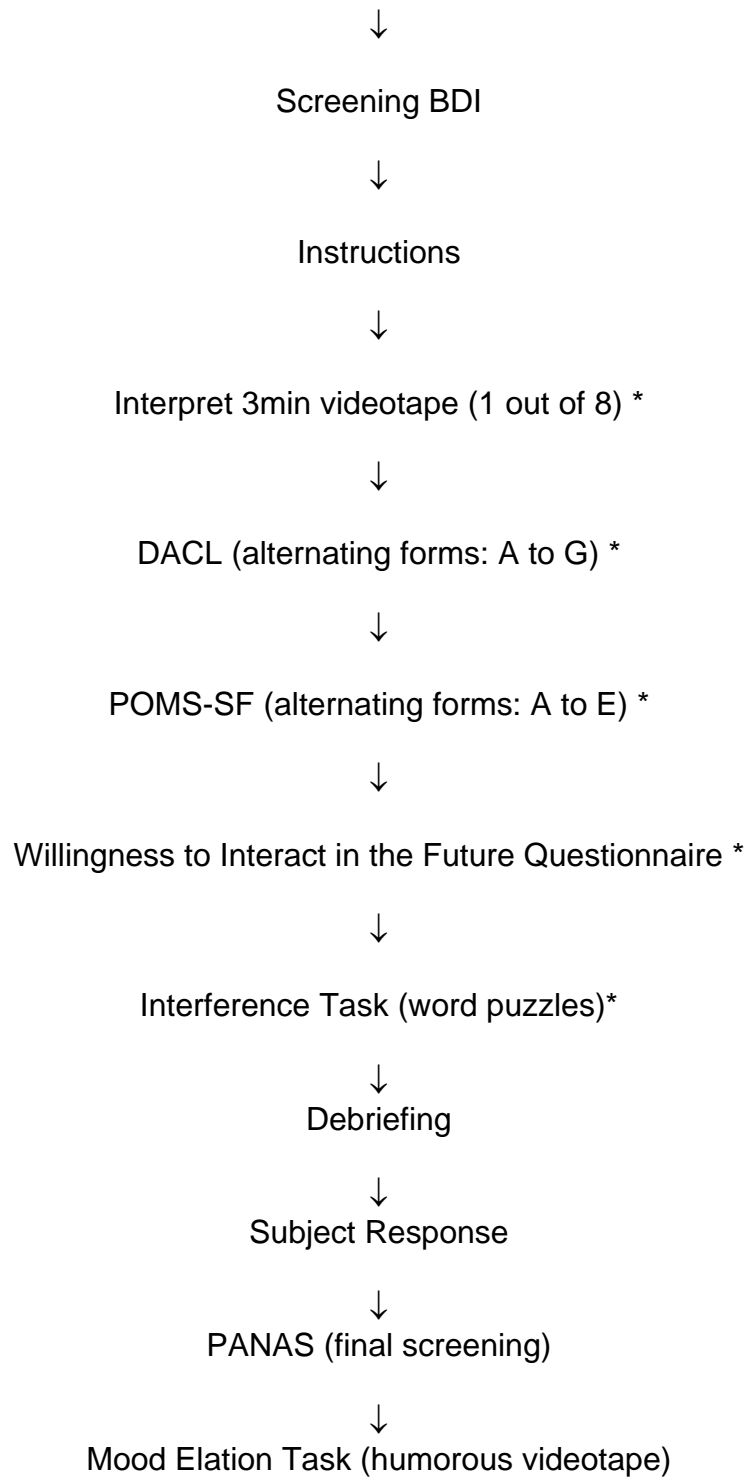 ↓
Screening BDI
↓
Instructions
↓
Interpret 3min videotape (1 out of 8) *
↓
DACL (alternating forms: A to G) *
↓
POMS-SF (alternating forms: A to E) *
↓
Willingness to Interact in the Future Questionnaire *
↓
Interference Task (word puzzles)*
↓
Debriefing
↓
Subject Response
↓
PANAS (final screening)
↓
Mood Elation Task (humorous videotape)